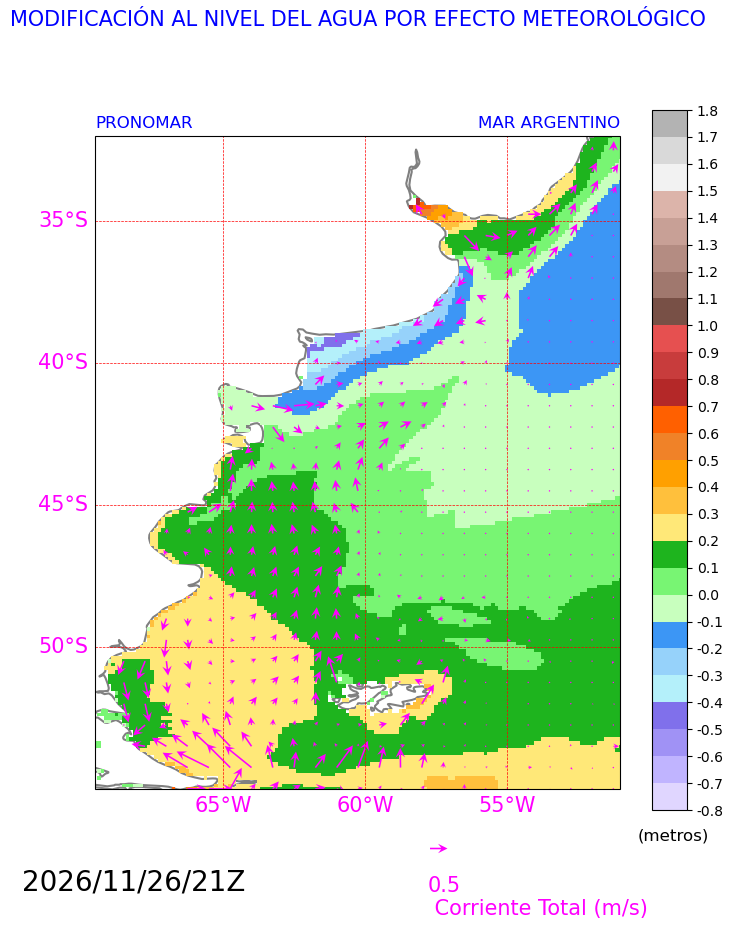 MODIFICACIÓN AL NIVEL DEL AGUA POR EFECTO METEOROLÓGICO
PRONOMAR
MAR ARGENTINO
35°S
40°S
45°S
50°S
65°W
60°W
55°W
1.8
1.7
1.6
1.5
1.4
1.3
1.2
1.1
1.0
0.9
0.8
0.7
0.6
0.5
0.4
0.3
0.2
0.1
0.0
-0.1
-0.2
-0.3
-0.4
-0.5
-0.6
-0.7
-0.8
(metros)
2026/11/26/21Z
0.5
Corriente Total (m/s)